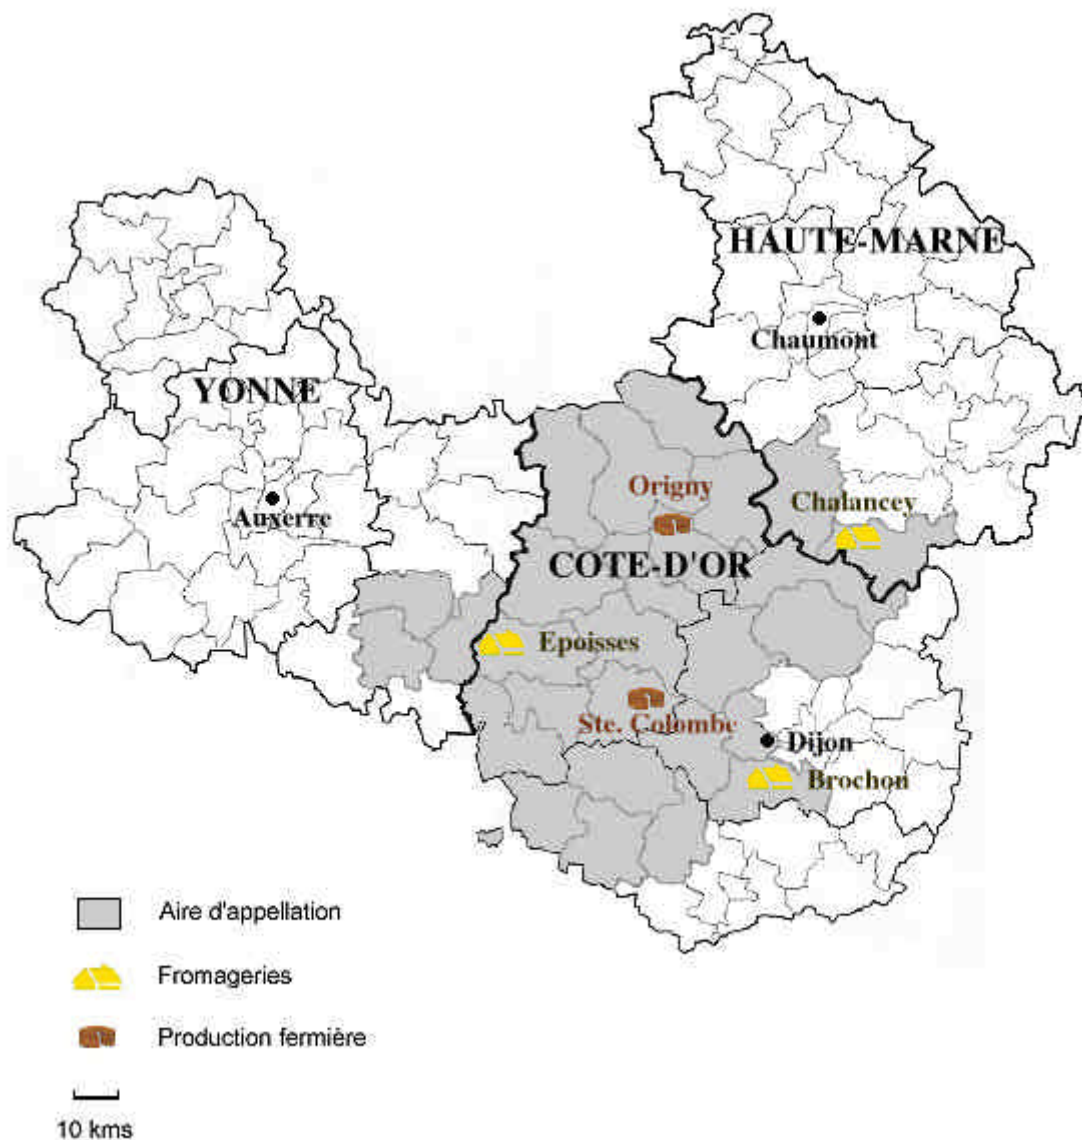 HAUTE-MARNE
Chaumont
YONNE
Origny
Chalancey
Auxerre
COTE-D'OR
Epoisses
Ste. Colombe
Dijon
Brochon
Aire d'appellation
Fromageries
Production fermière
10 kms